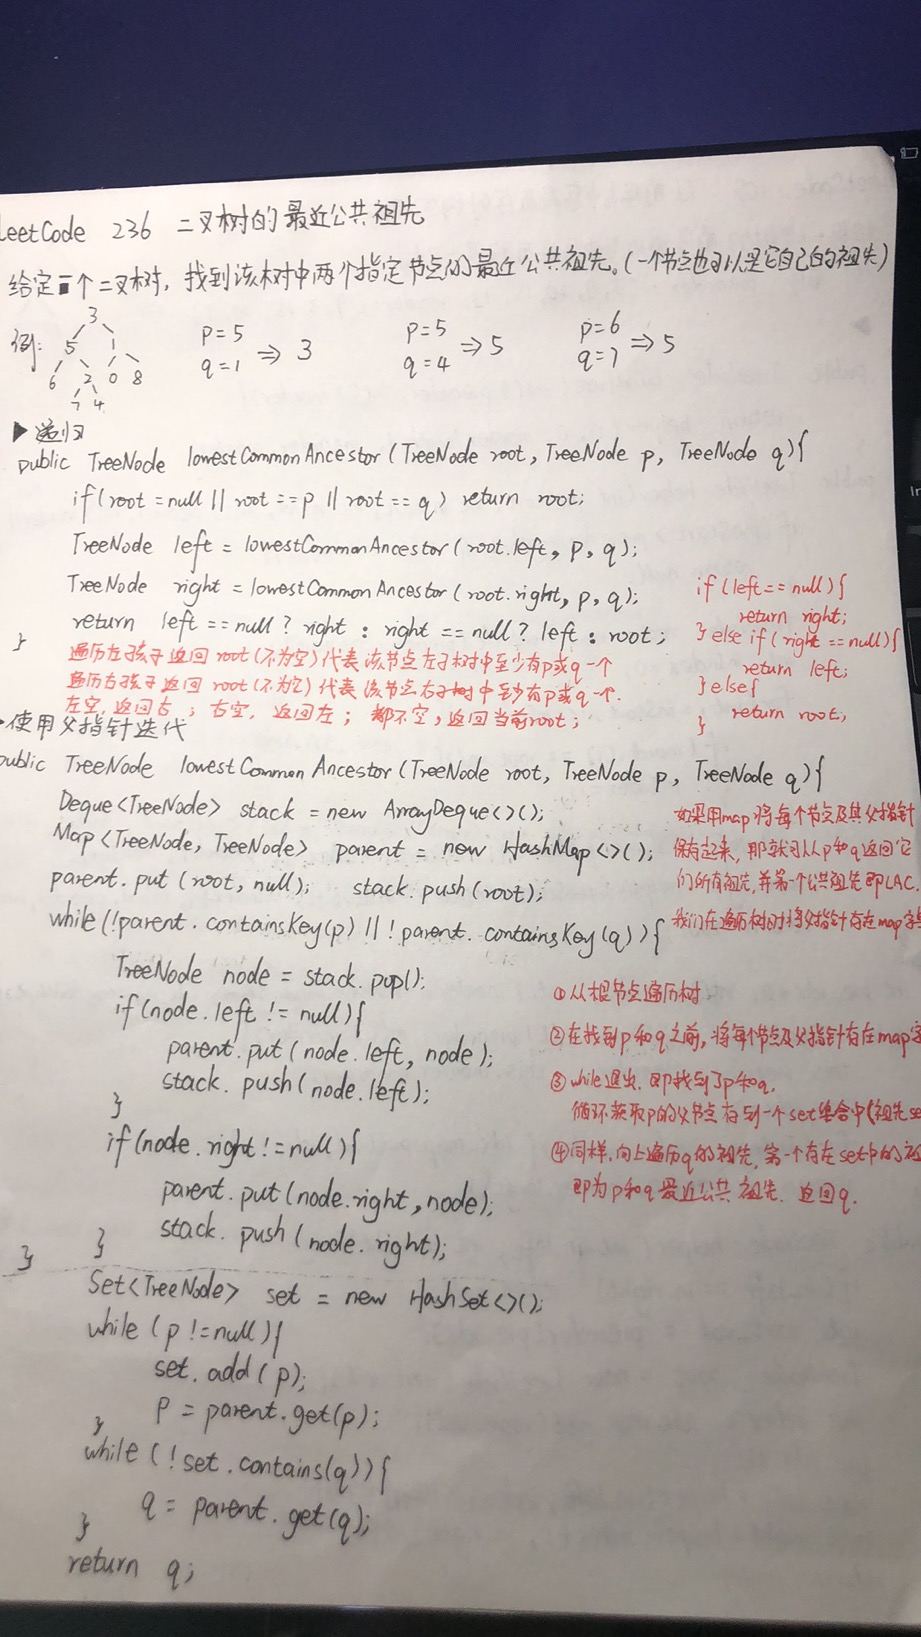 LeetCode 236 二叉树的最近公共祖先
给定一个二叉树，找到该树中两个指定节点的最近公共祖先。(一个节点也可以是它自己的祖先)
例:
3
5 1
6 2 0 8
7 4
p=5
q=1 ⇒ 3
p=5
q=4 ⇒ 5
p=6
q=7 ⇒ 5
▶ 递归
public TreeNode lowestCommonAncestor (TreeNode root, TreeNode p, TreeNode q){
if(root =null || root ==p || root == q) return root;
TreeNode left = lowestCommonAncestor (root.left, p, q);
TreeNode right = lowestCommonAncestor (root.right, p, q);
return left ==null ? right : right ==null ? left : root;
}
if (left == null){
return right;
} else if (right ==null){
return left;
} else{
return root;
}
遍历左孩子返回 root(不为空)代表该节点左子树中至少有p或q一个
遍历右孩子返回 root(不为空)代表该节点右子树中至少有p或q一个.
左空, 返回右; 右空, 返回左; 都不空, 返回当前root;
使用父指针迭代
public TreeNode lowestCommonAncestor (TreeNode root, TreeNode p, TreeNode q){
Deque<TreeNode> stack = new ArrayDeque<>();
Map<TreeNode, TreeNode> parent = new HashMap<>();
parent.put (root, null); stack.push(root);
while(!parent.containsKey(p) || !parent.containsKey(q)){
TreeNode node = stack.pop();
if(node.left != null){
parent.put (node.left, node);
stack.push(node.left);
}
if(node.right!=null){
parent.put(node.right,node);
stack.push(node.right);
}
}
如果用map将每个节点及其父指针
保存起来, 那就可以从p和q返回它
们所有祖先, 并第一个公共祖先即LAC.
我们在遍历树时将父指针存在map字
①从根节点遍历树.
②在找到p和q之前, 将每个节点及父指针存在map字
③while退出, 即找到了p和q.
循环获取p的父节点存到一个set集合中(祖先se
④同样, 向上遍历q的祖先, 第一个存在set中的祖
即为p和q最近公共祖先. 返回q.
Set<TreeNode> set = new HashSet<>();
while (p !=null){
set.add(p);
p = parent.get(p);
}
while (!set.contains(q)){
q = parent.get(q);
}
return q;